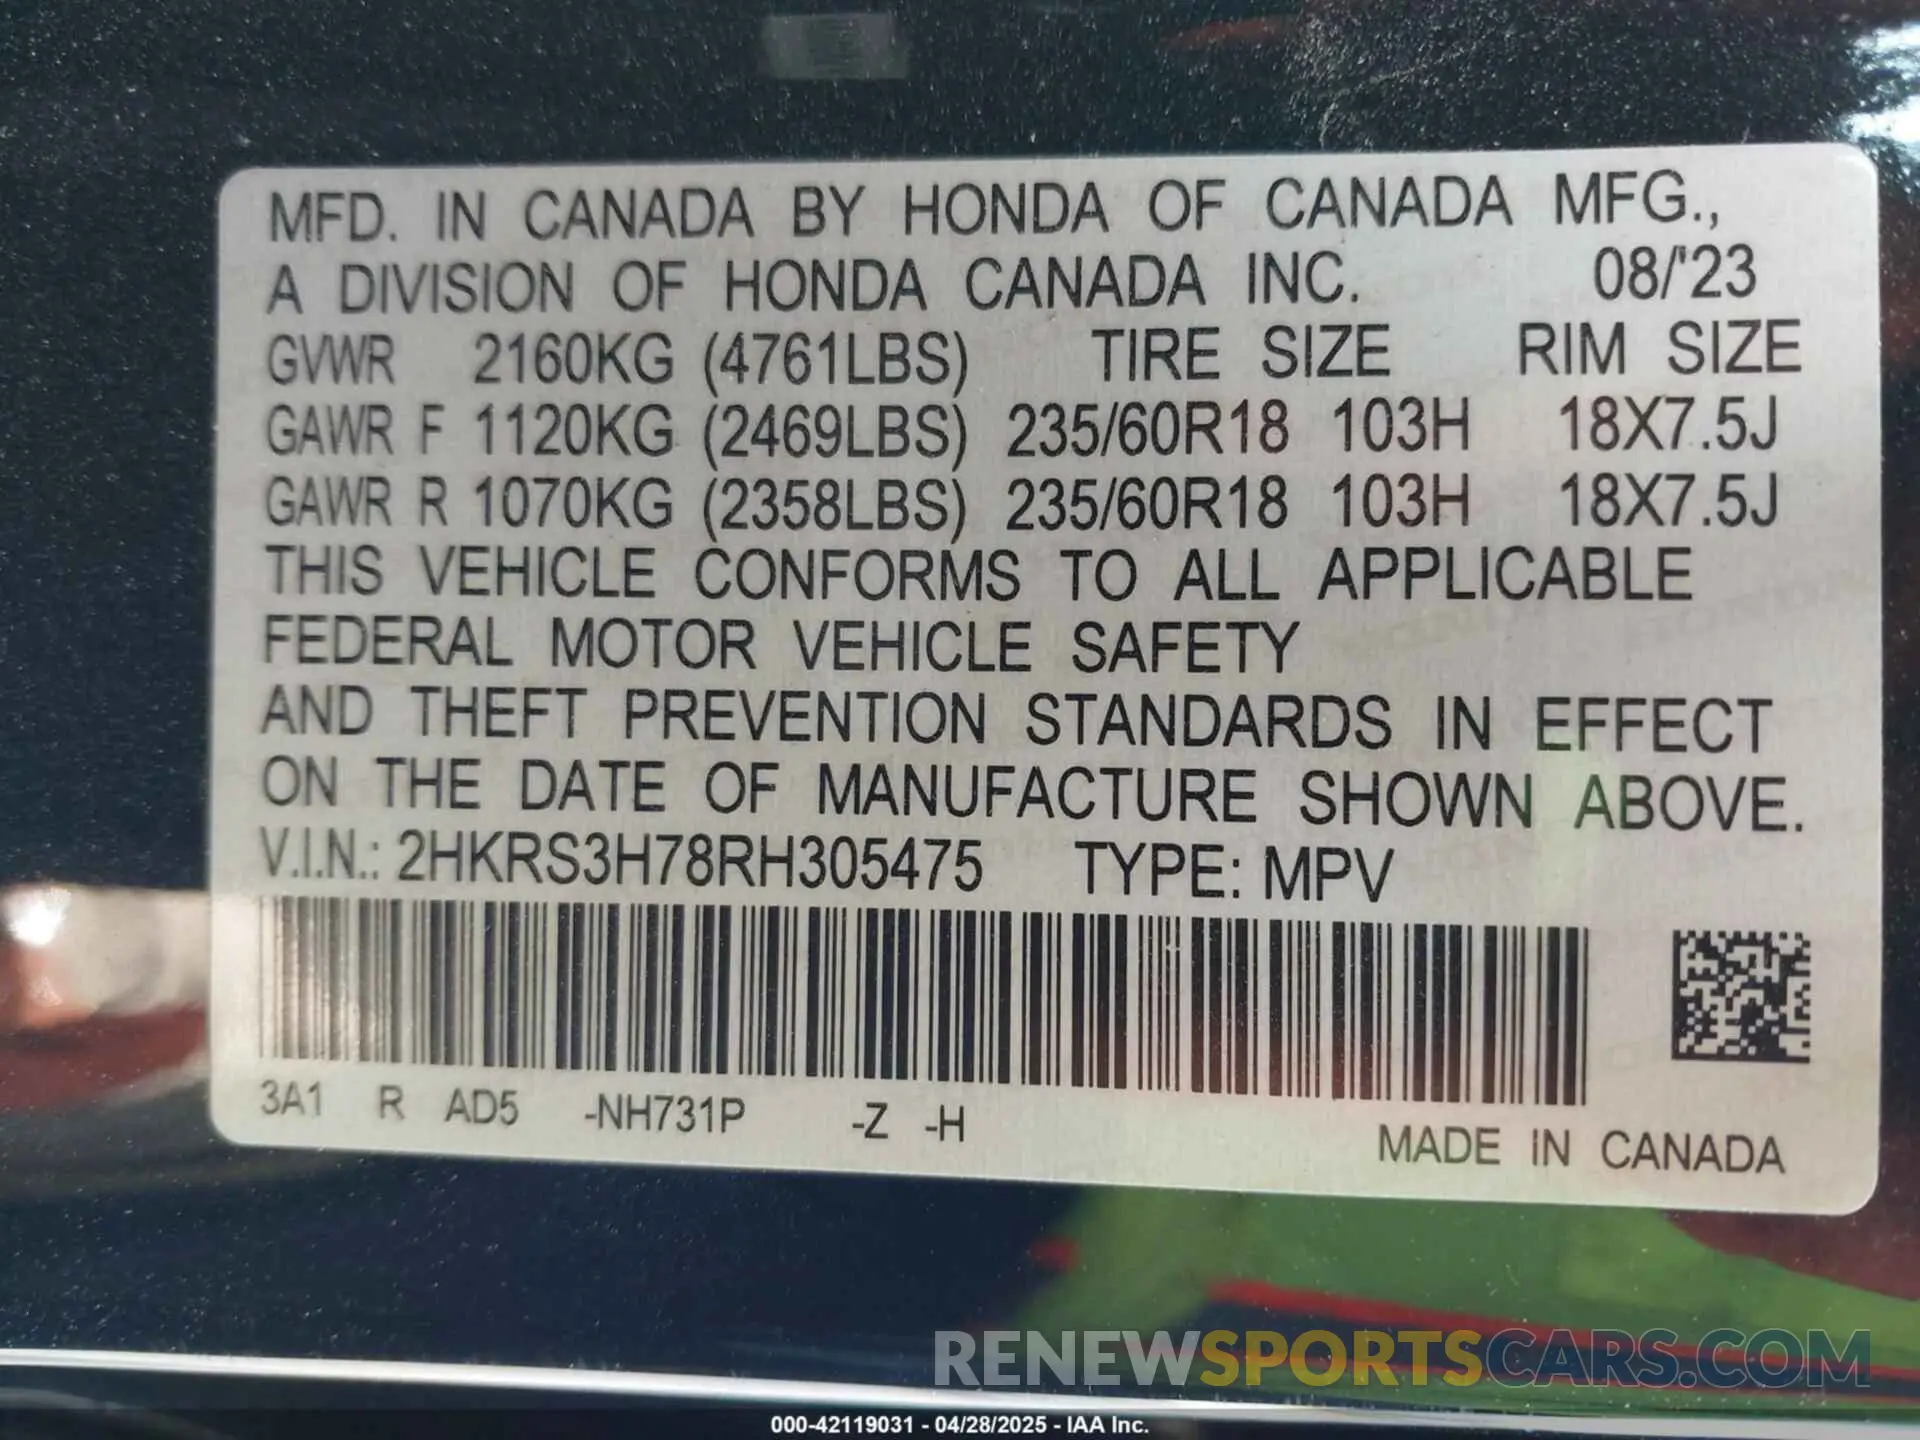 MFD. IN CANADA BY HONDA OF CANADA MFG.,
A DIVISION OF HONDA CANADA INC. 08/'23
GVWR 2160KG (4761LBS) TIRE SIZE RIM SIZE
GAWR F 1120KG (2469LBS) 235/60R18 103H 18X7.5J
GAWR R 1070KG (2358LBS) 235/60R18 103H 18X7.5J
THIS VEHICLE CONFORMS TO ALL APPLICABLE
FEDERAL MOTOR VEHICLE SAFETY
AND THEFT PREVENTION STANDARDS IN EFFECT
ON THE DATE OF MANUFACTURE SHOWN ABOVE.
V.I.N.: 2HKRS3H78RH305475 TYPE: MPV
3A1 R AD5 -NH731P -Z -H
MADE IN CANADA
RENEWSPORTSCARS.COM
000-42119031 - 04/28/2025 - IAA Inc.